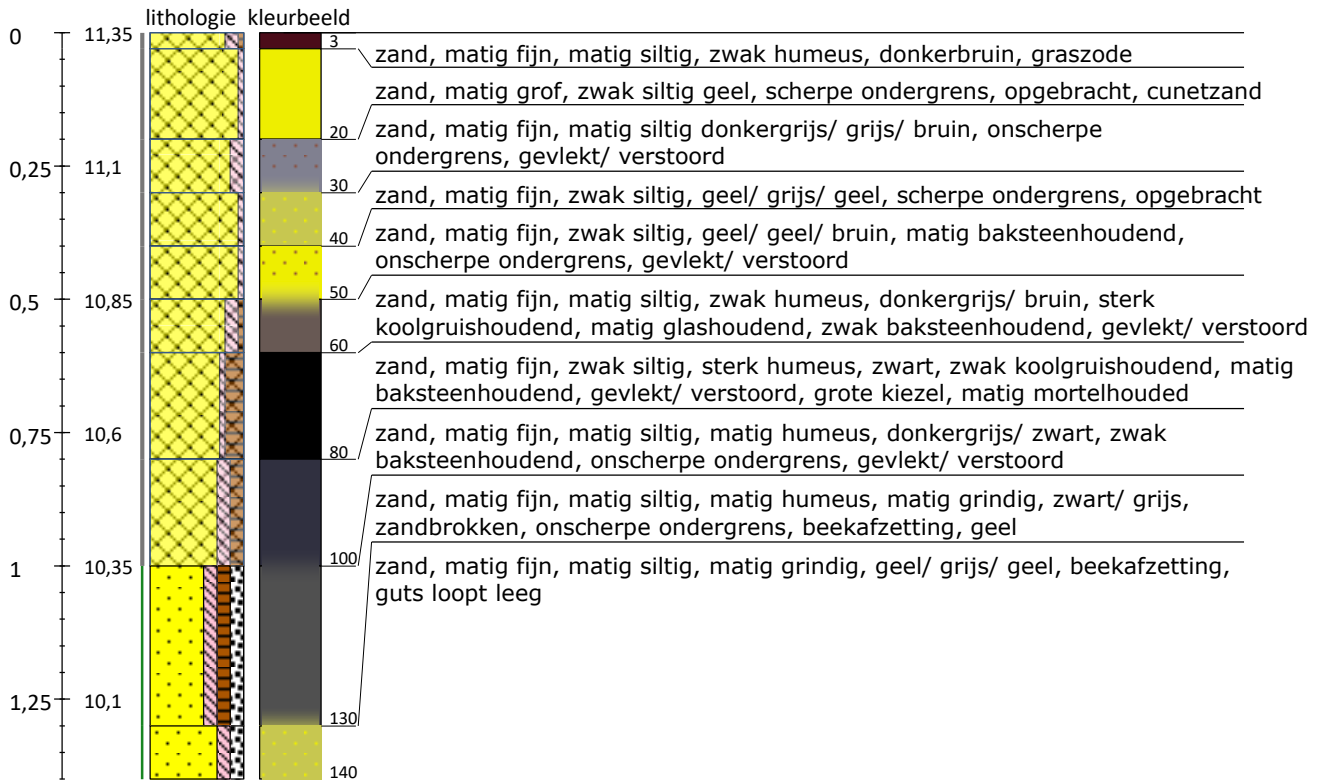 lithologie kleurbeeld
0 11,35
3
zand, matig fijn, matig siltig, zwak humeus, donkerbruin, graszode
zand, matig grof, zwak siltig geel, scherpe ondergrens, opgebracht, cunetzand
20
zand, matig fijn, matig siltig donkergrijs/ grijs/ bruin, onscherpe
ondergrens, gevlekt/ verstoord
0,25 11,1
30
zand, matig fijn, zwak siltig, geel/ grijs/ geel, scherpe ondergrens, opgebracht
40
zand, matig fijn, zwak siltig, geel/ geel/ bruin, matig baksteenhoudend,
onscherpe ondergrens, gevlekt/ verstoord
50
0,5 10,85
zand, matig fijn, matig siltig, zwak humeus, donkergrijs/ bruin, sterk
koolgruishoudend, matig glashoudend, zwak baksteenhoudend, gevlekt/ verstoord
60
zand, matig fijn, zwak siltig, sterk humeus, zwart, zwak koolgruishoudend, matig
baksteenhoudend, gevlekt/ verstoord, grote kiezel, matig mortelhouded
0,75 10,6
80
zand, matig fijn, matig siltig, matig humeus, donkergrijs/ zwart, zwak
baksteenhoudend, onscherpe ondergrens, gevlekt/ verstoord
zand, matig fijn, matig siltig, matig humeus, matig grindig, zwart/ grijs,
zandbrokken, onscherpe ondergrens, beekafzetting, geel
100
1 10,35
zand, matig fijn, matig siltig, matig grindig, geel/ grijs/ geel, beekafzetting,
guts loopt leeg
1,25 10,1
130
140